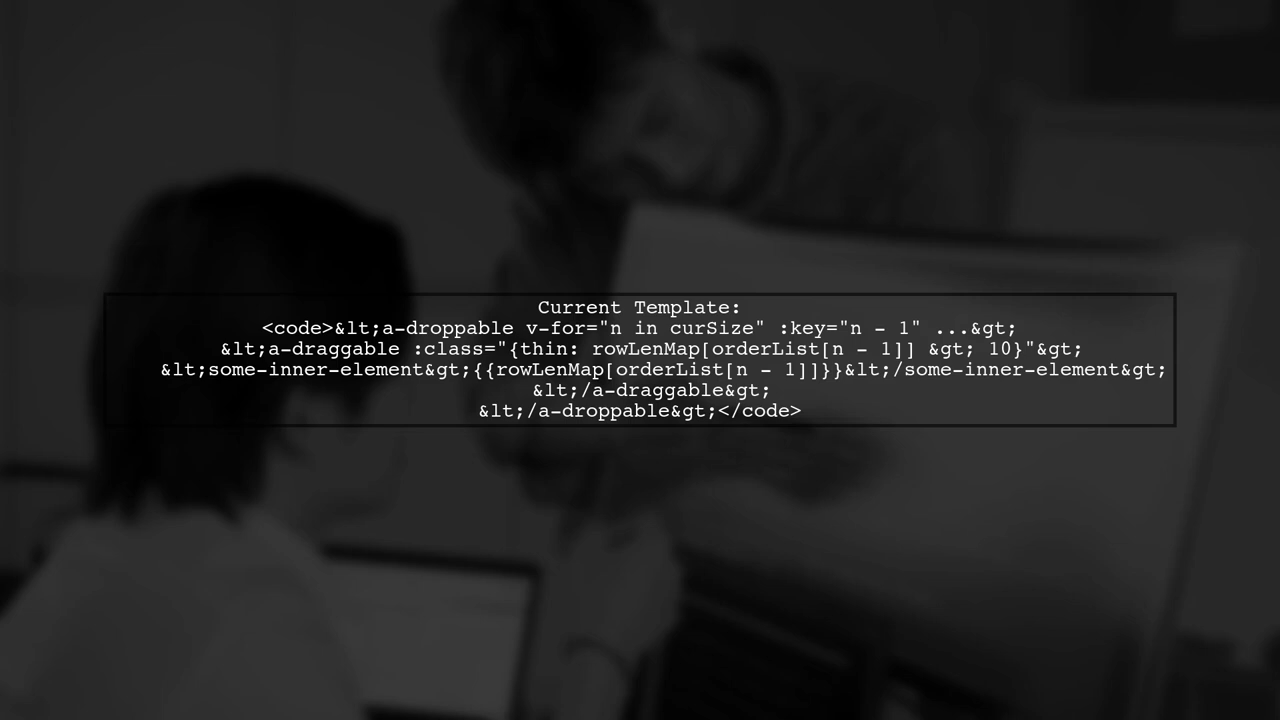 Current Template:
<code>&lt;a-droppable v-for="n in curSize" :key="n - 1" ...&gt;
&lt;a-draggable :class="{thin: rowLenMap[orderList[n - 1]] &gt; 10}"&gt;
&lt;some-inner-element&gt;{{rowLenMap[orderList[n - 1]]}}&lt;/some-inner-element&gt;
&lt;/a-draggable&gt;
&lt;/a-droppable&gt;</code>